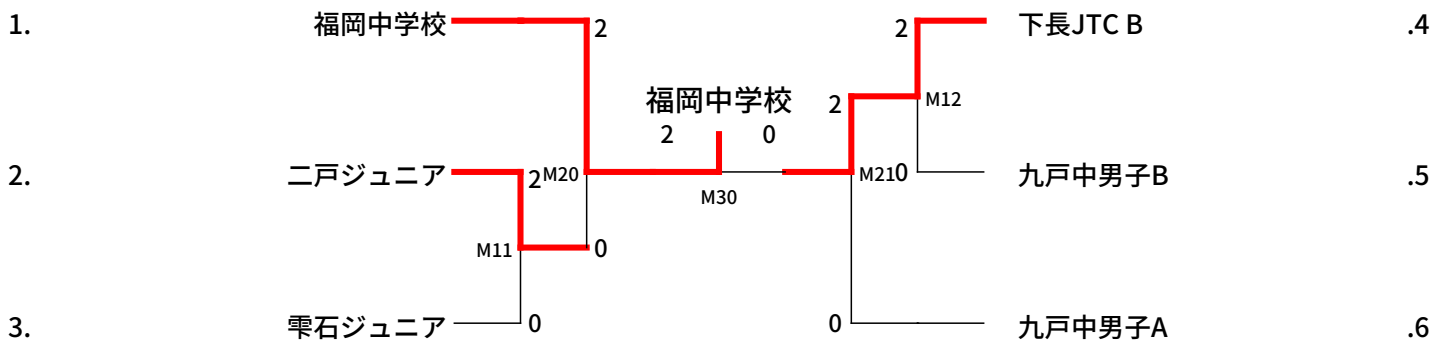 1. 福岡中学校 2 2 下長JTC B .4
福岡中学校 2 M12
2 0
2. 二戸ジュニア 2 M20 M21 0 九戸中男子B .5
M30
M11 0
3. 雫石ジュニア 0 0 九戸中男子A .6